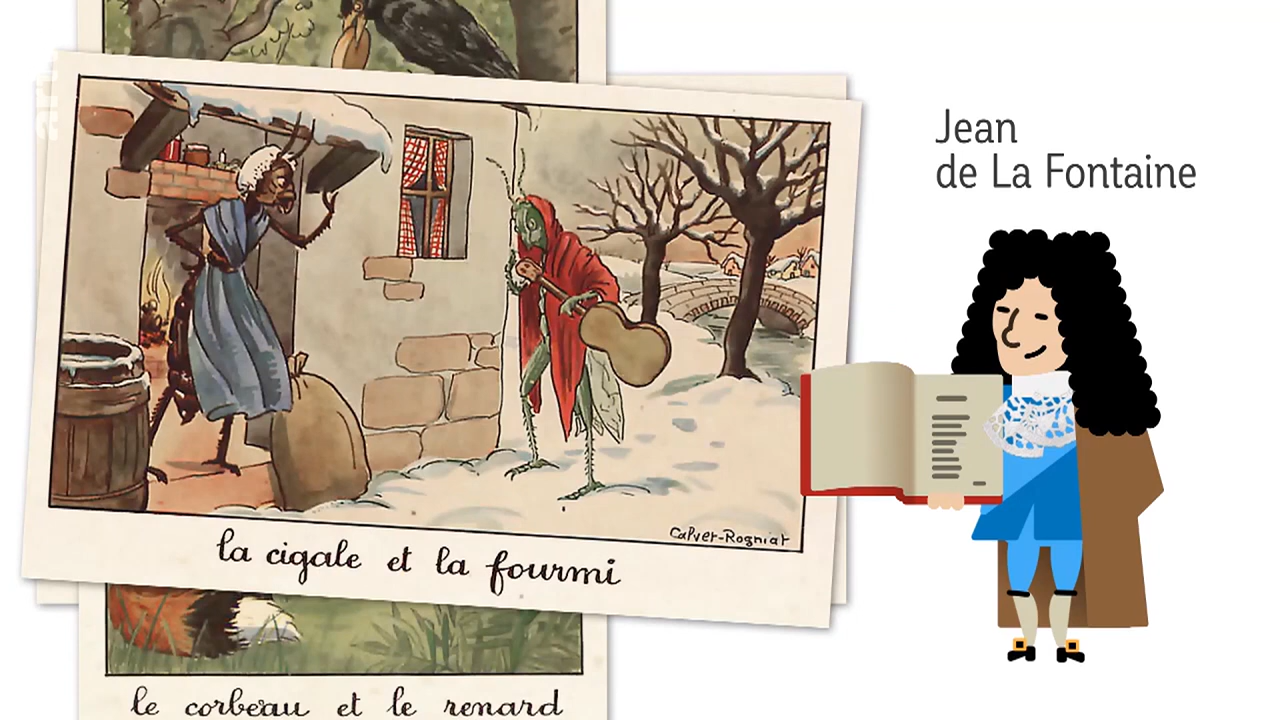 Jean
de La Fontaine
Calvet-Rogniat
la cigale et la fourmi
le corbeau et le renard